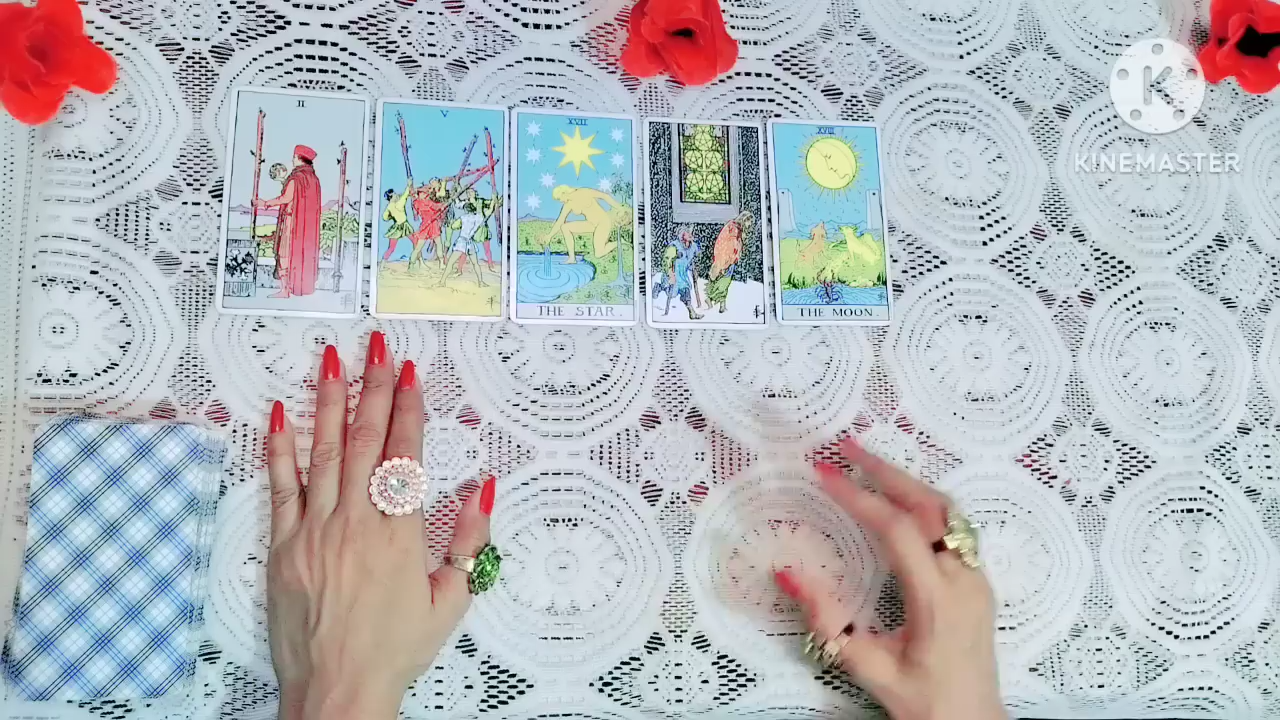 II
V
XVII
XVIII
THE STAR.
THE MOON.
K
KINEMASTER